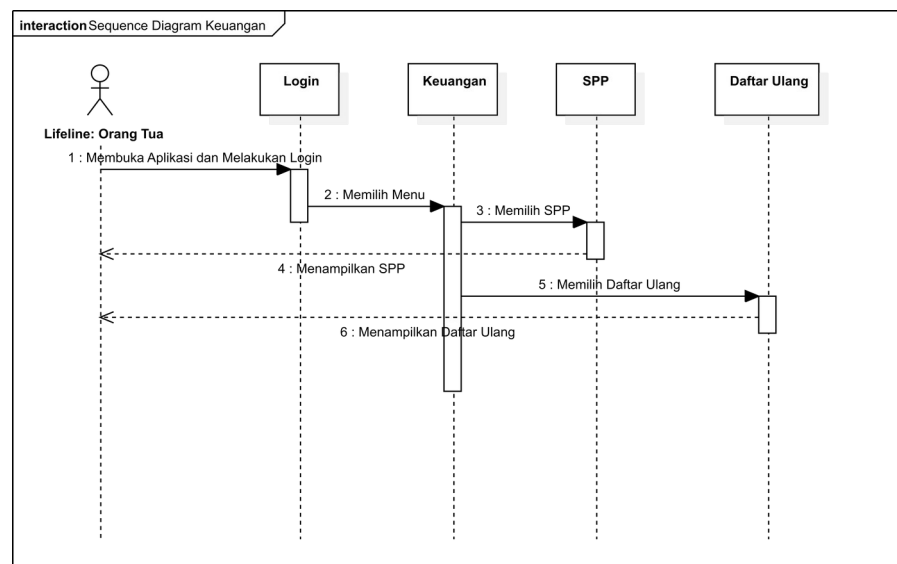 interaction Sequence Diagram Keuangan
Login
Keuangan
SPP
Daftar Ulang
Lifeline: Orang Tua
1 : Membuka Aplikasi dan Melakukan Login
2 : Memilih Menu
3 : Memilih SPP
4 : Menampilkan SPP
5 : Memilih Daftar Ulang
6 : Menampilkan Daftar Ulang